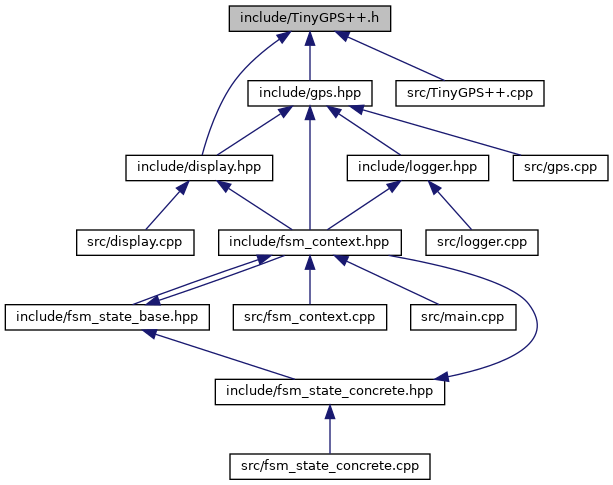 include/TinyGPS++.h
include/gps.hpp
src/TinyGPS++.cpp
include/display.hpp
include/logger.hpp
src/gps.cpp
src/display.cpp
include/fsm_context.hpp
src/logger.cpp
include/fsm_state_base.hpp
src/fsm_context.cpp
src/main.cpp
include/fsm_state_concrete.hpp
src/fsm_state_concrete.cpp